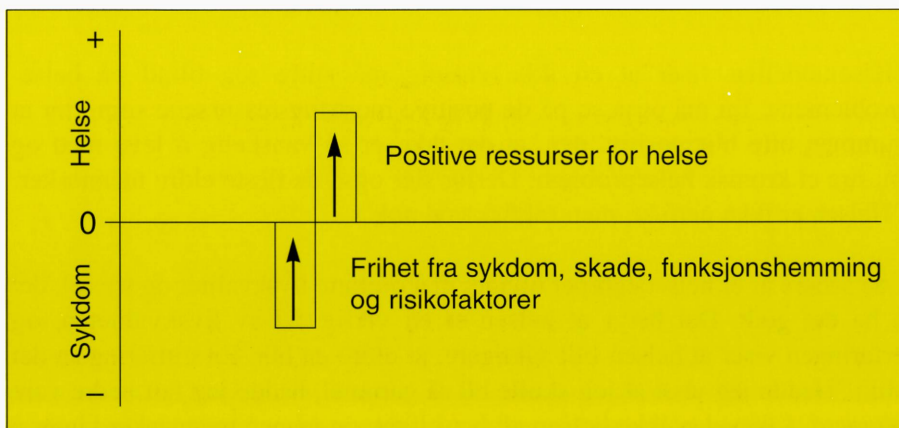 +
Helse
Positive ressurser for helse
0
Sykdom
Frihet fra sykdom, skade, funksjonshemming
og risikofaktorer
–